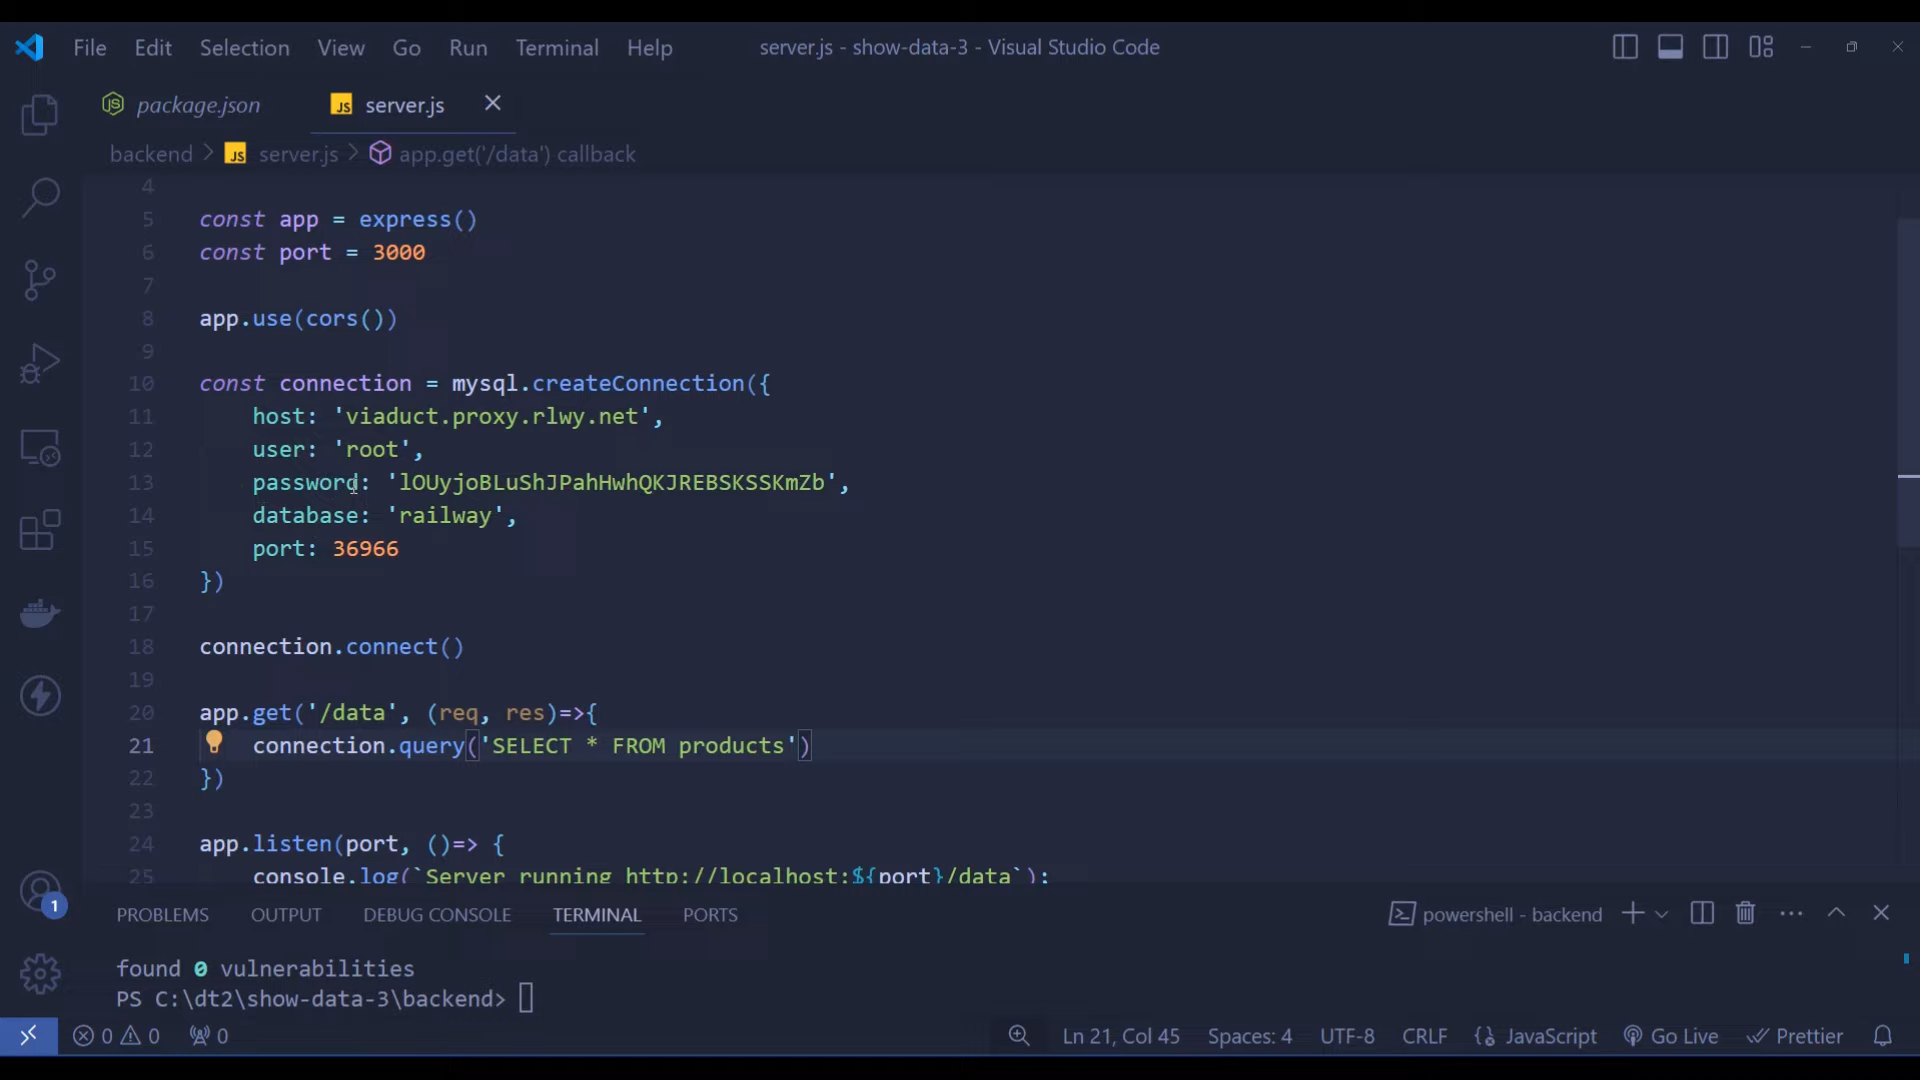 File Edit Selection View Go Run Terminal Help server.js - show-data-3 - Visual Studio Code
package.json JS server.js
backend > JS server.js > app.get('/data') callback
4
5 const app = express()
6 const port = 3000
7
8 app.use(cors())
9
10 const connection = mysql.createConnection({
11 host: 'viaduct.proxy.rlwy.net',
12 user: 'root',
13 password: 'lOUyjoBLuShJPahHwhQKJREBSKSSKmZb',
14 database: 'railway',
15 port: 36966
16 })
17
18 connection.connect()
19
20 app.get('/data', (req, res)=>{
21 connection.query('SELECT * FROM products')
22 })
23
24 app.listen(port, ()=> {
25 console.log(`Server running http://localhost:${port}/data`);
1
PROBLEMS OUTPUT DEBUG CONSOLE TERMINAL PORTS powershell - backend
found 0 vulnerabilities
PS C:\dt2\show-data-3\backend>
0 0 0 Ln 21, Col 45 Spaces: 4 UTF-8 CRLF JavaScript Go Live Prettier